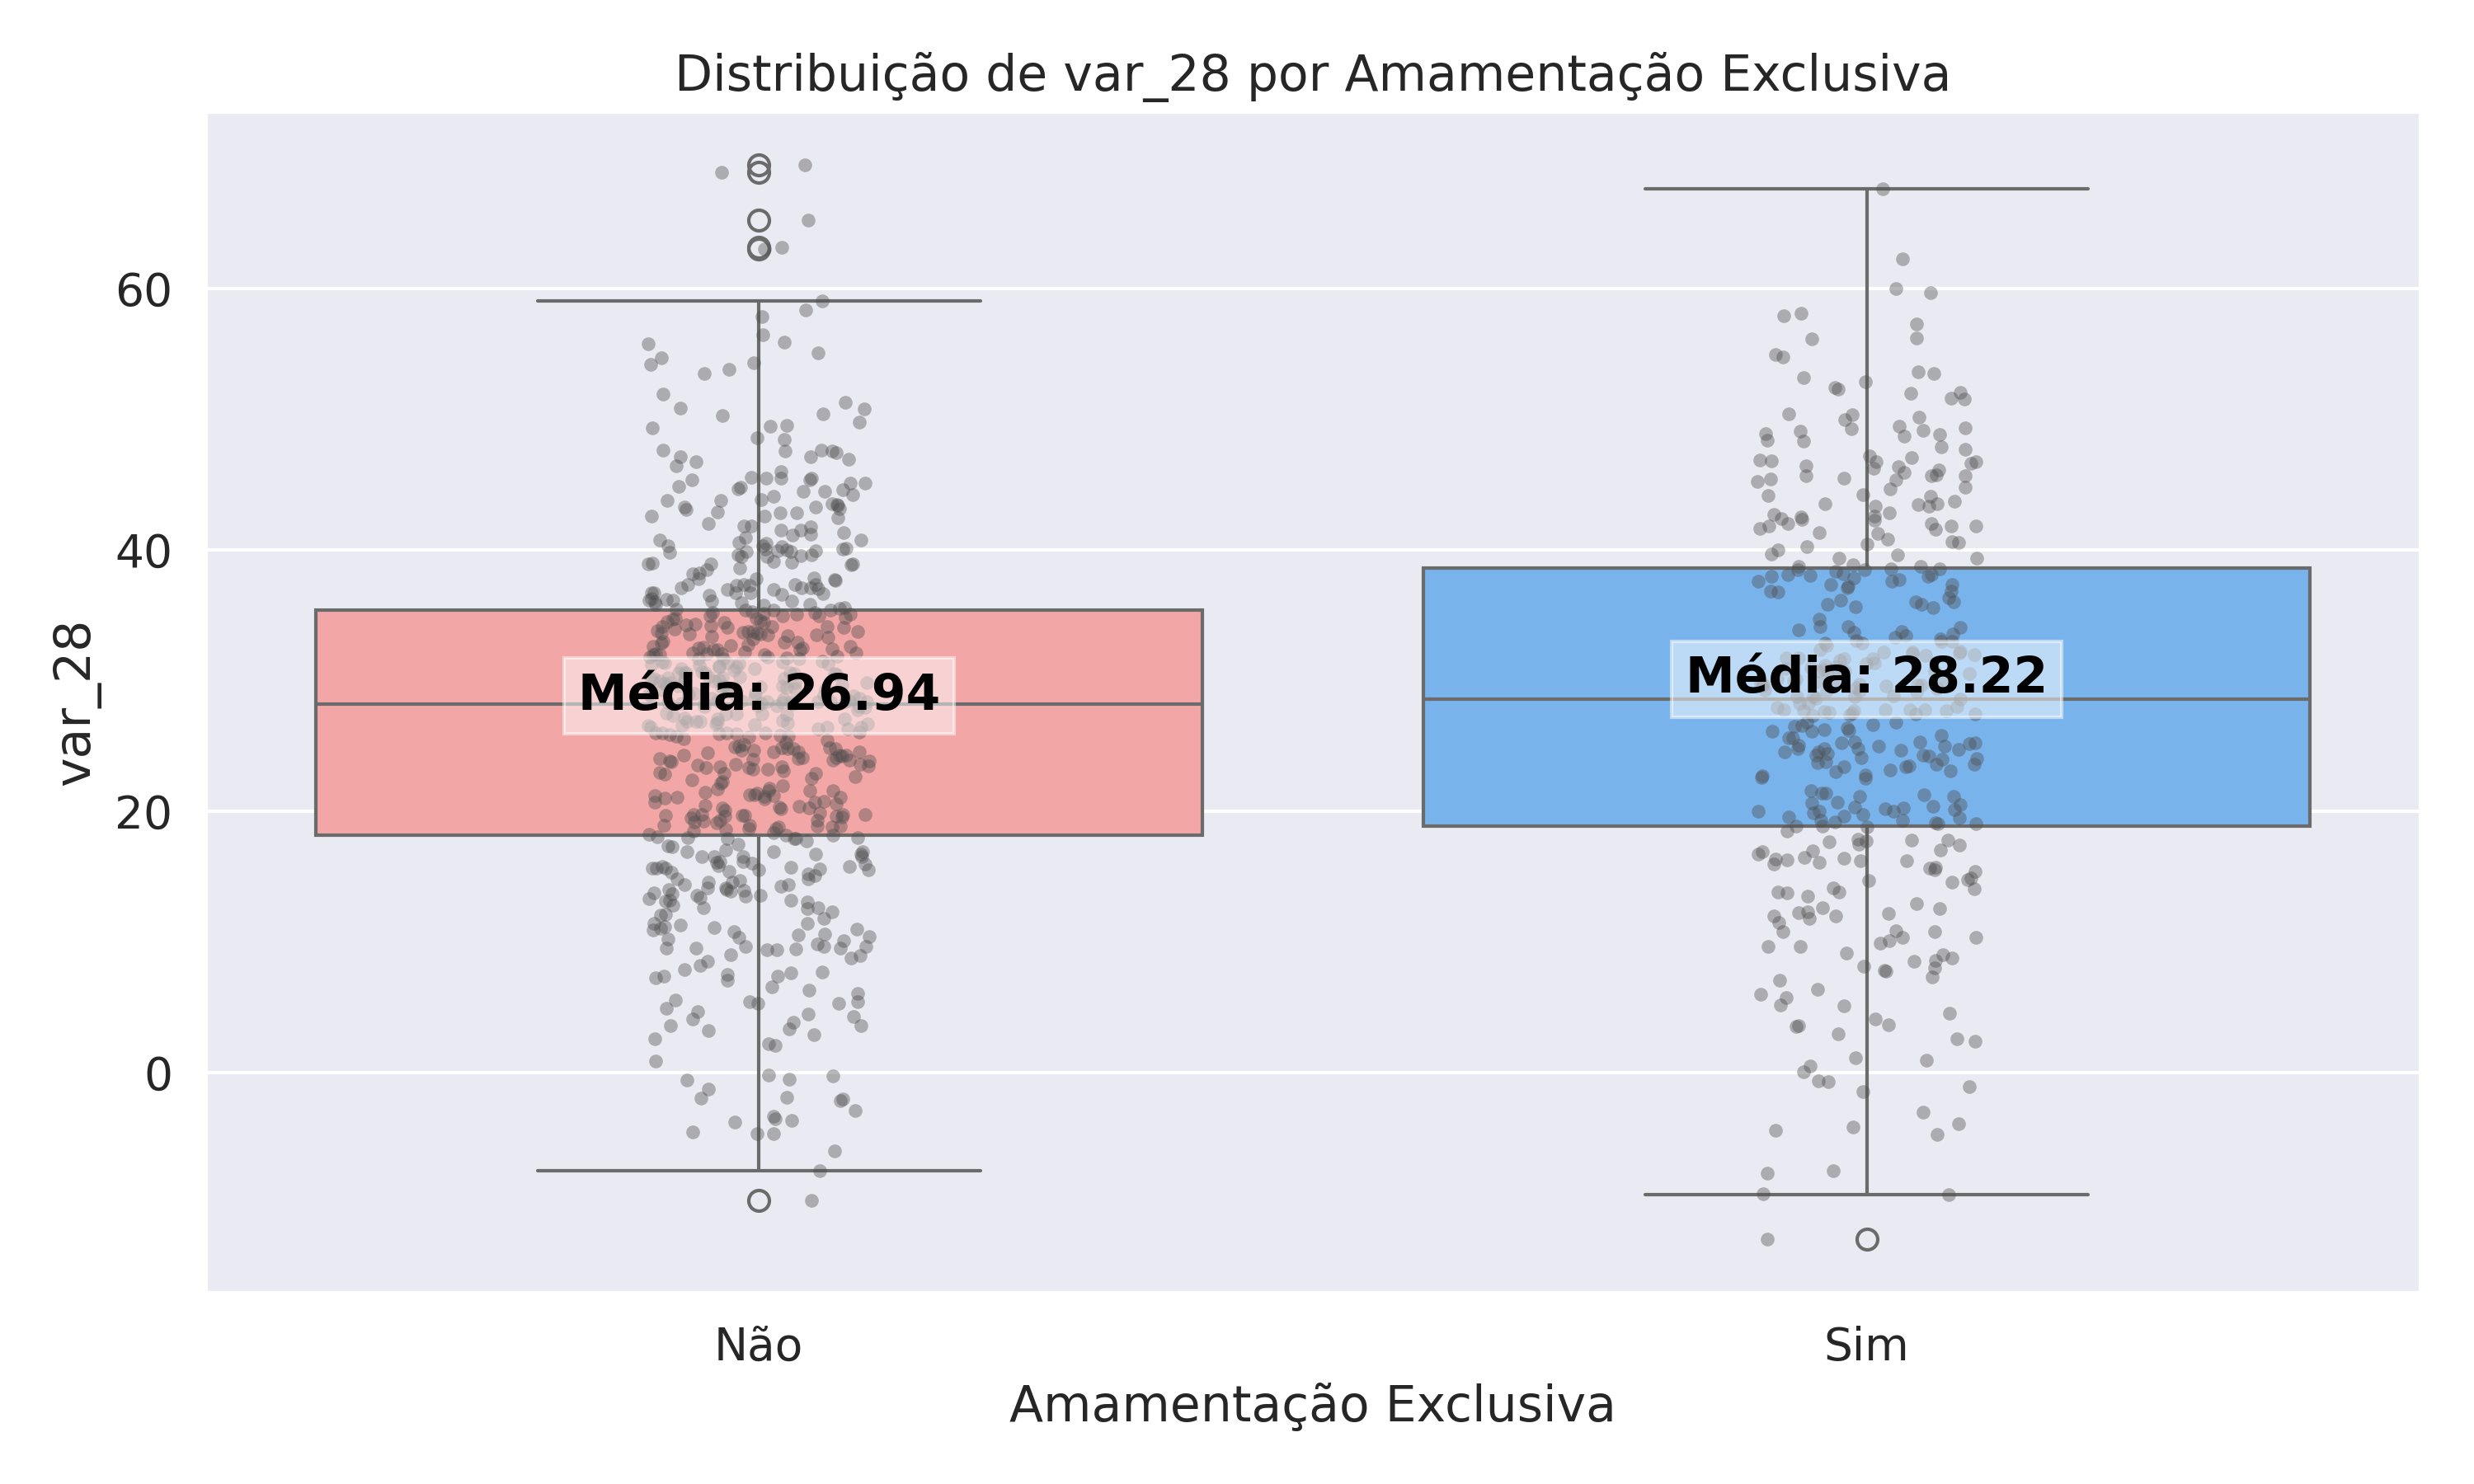 Distribuição de var_28 por Amamentação Exclusiva
60
40
20
0
var_28
Média: 26.94
Média: 28.22
Não
Sim
Amamentação Exclusiva